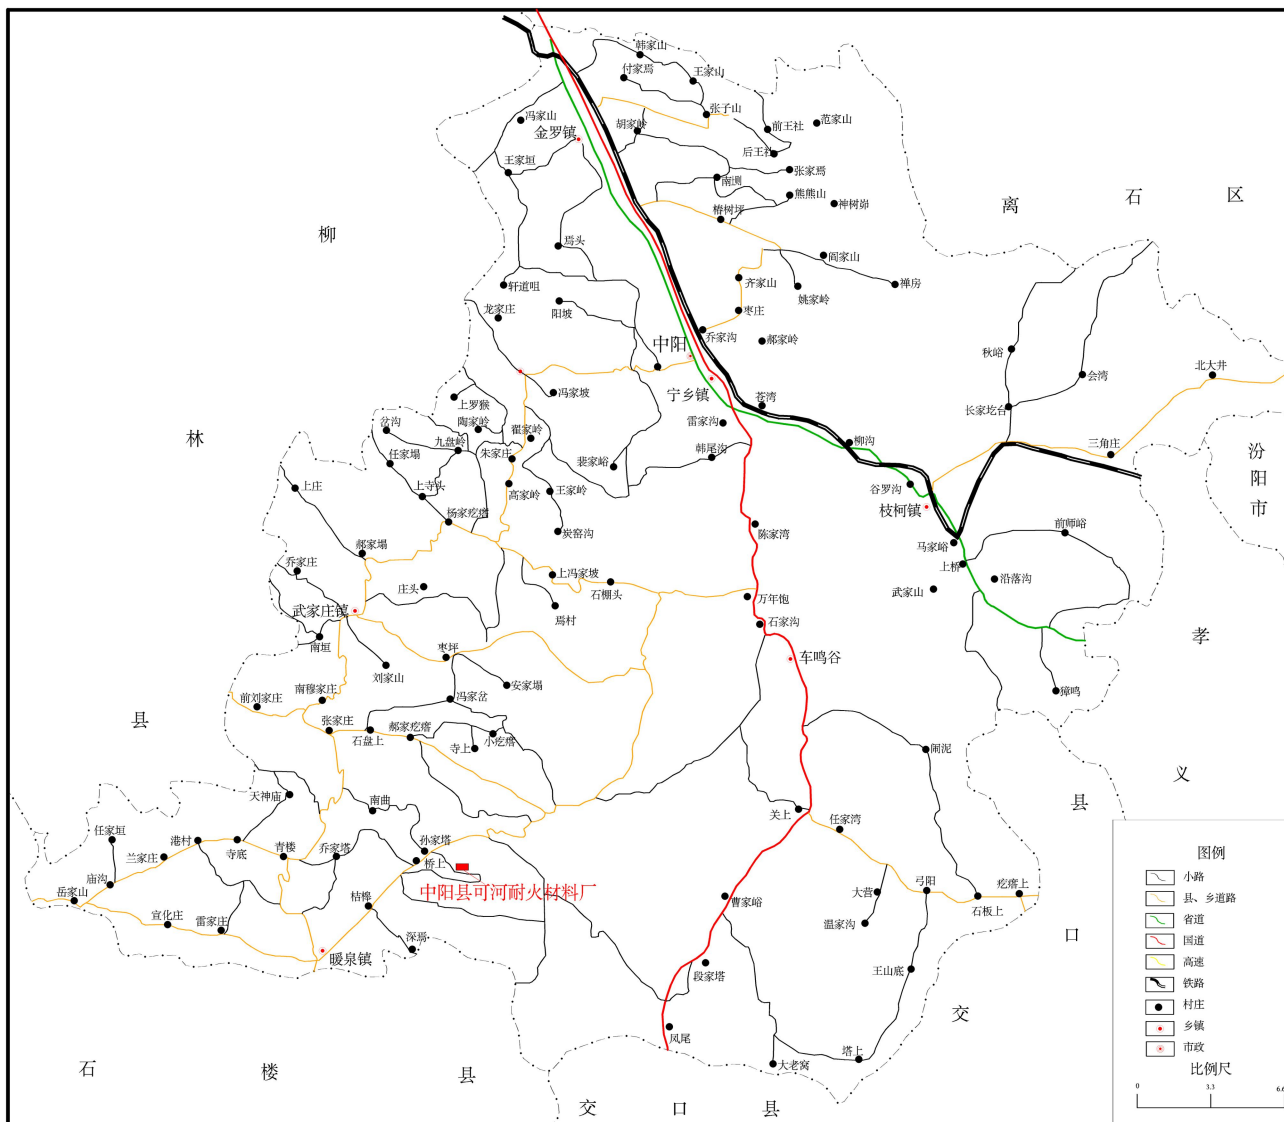 韩家山
付家焉
王家山
张子山
冯家山
金罗镇
胡家岭
前王社
范家山
后王社
王家垣
张家焉
南圳
熊熊山
神树峁
椿树坪
离 石 区
柳
焉头
阎家山
轩道咀
齐家山
姚家岭
禅房
龙家庄
阳坡
枣庄
乔家沟
郝家岭
中阳
秋峪
会湾
北大井
宁乡镇
冯家坡
上罗猴
苍湾
长家圪台
岔沟
陶家岭
翟家岭
雷家沟
林
九盘岭
朱家庄
柳沟
三角庄
任家塌
裴家峪
韩尾沟
汾阳市
上庄
上寺头
高家岭
王家岭
谷罗沟
枝柯镇
杨家圪瘩
炭窑沟
陈家湾
前师峪
郝家塌
马家峪
乔家庄
上冯家坡
上桥
沿落沟
庄头
石棚头
武家山
武家庄镇
万年饱
焉村
石家沟
孝
南垣
枣坪
车鸣谷
刘家山
安家塌
南穆家庄
前刘家庄
冯家岔
獐鸣
县
张家庄
石盘上
郝家圪瘩
小圪瘩
寺上
闹泥
义
天神庙
南曲
关上
任家湾
县
任家垣
港村
孙家塔
兰家庄
寺底
青楼
乔家塔
桥上
图例
庙沟
中阳县可河耐火材料厂
大营
弓阳
圪瘩上
小路
岳家山
桔槔
曹家峪
石板上
县、乡道路
宣化庄
雷家庄
温家沟
省道
深焉
口
国道
暖泉镇
段家塔
王山底
高速
铁路
交
村庄
凤尾
乡镇
塔上
市政
石 楼 县
大老窝
比例尺
0 3.3 6.6
交 口 县